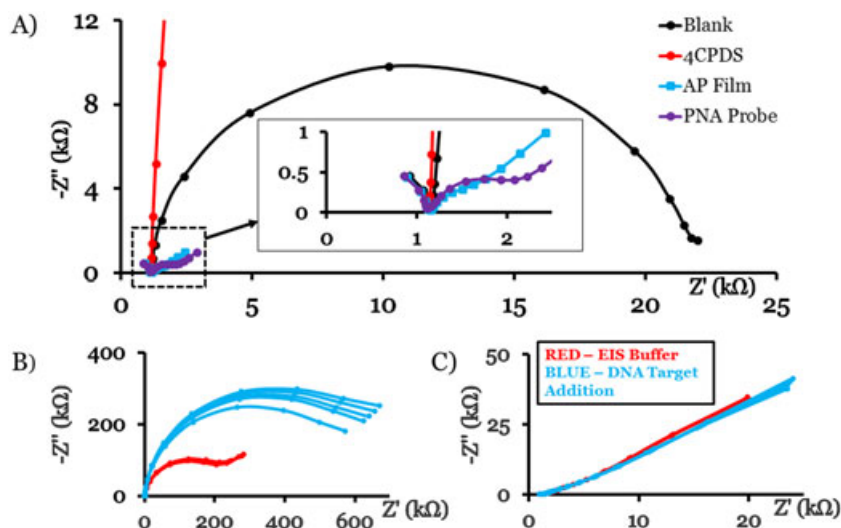 A)
-Z'' (kΩ)
12
8
4
0
0 5 10 15 20 25
Z' (kΩ)
Blank
4CPDS
AP Film
PNA Probe
1
0.5
0
0 1 2
B)
-Z'' (kΩ)
400
200
0
0 200 400 600
Z' (kΩ)
C)
-Z'' (kΩ)
50
25
0
0 10 20
Z' (kΩ)
RED – EIS Buffer
BLUE – DNA Target
Addition